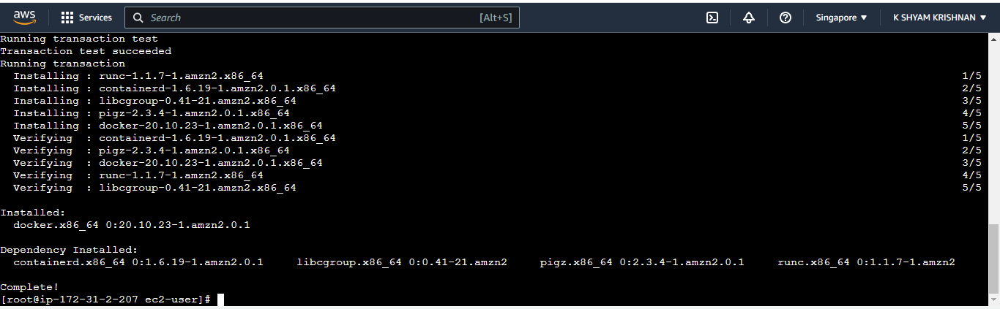 aws Services Search [Alt+S] Singapore K SHYAM KRISHNAN
Running transaction test
Transaction test succeeded
Running transaction
  Installing : runc-1.1.7-1.amzn2.x86_64 1/5
  Installing : containerd-1.6.19-1.amzn2.0.1.x86_64 2/5
  Installing : libcgroup-0.41-21.amzn2.x86_64 3/5
  Installing : pigz-2.3.4-1.amzn2.0.1.x86_64 4/5
  Installing : docker-20.10.23-1.amzn2.0.1.x86_64 5/5
  Verifying  : containerd-1.6.19-1.amzn2.0.1.x86_64 1/5
  Verifying  : pigz-2.3.4-1.amzn2.0.1.x86_64 2/5
  Verifying  : docker-20.10.23-1.amzn2.0.1.x86_64 3/5
  Verifying  : runc-1.1.7-1.amzn2.x86_64 4/5
  Verifying  : libcgroup-0.41-21.amzn2.x86_64 5/5
Installed:
  docker.x86_64 0:20.10.23-1.amzn2.0.1
Dependency Installed:
  containerd.x86_64 0:1.6.19-1.amzn2.0.1     libcgroup.x86_64 0:0.41-21.amzn2     pigz.x86_64 0:2.3.4-1.amzn2.0.1     runc.x86_64 0:1.1.7-1.amzn2
Complete!
[root@ip-172-31-2-207 ec2-user]#